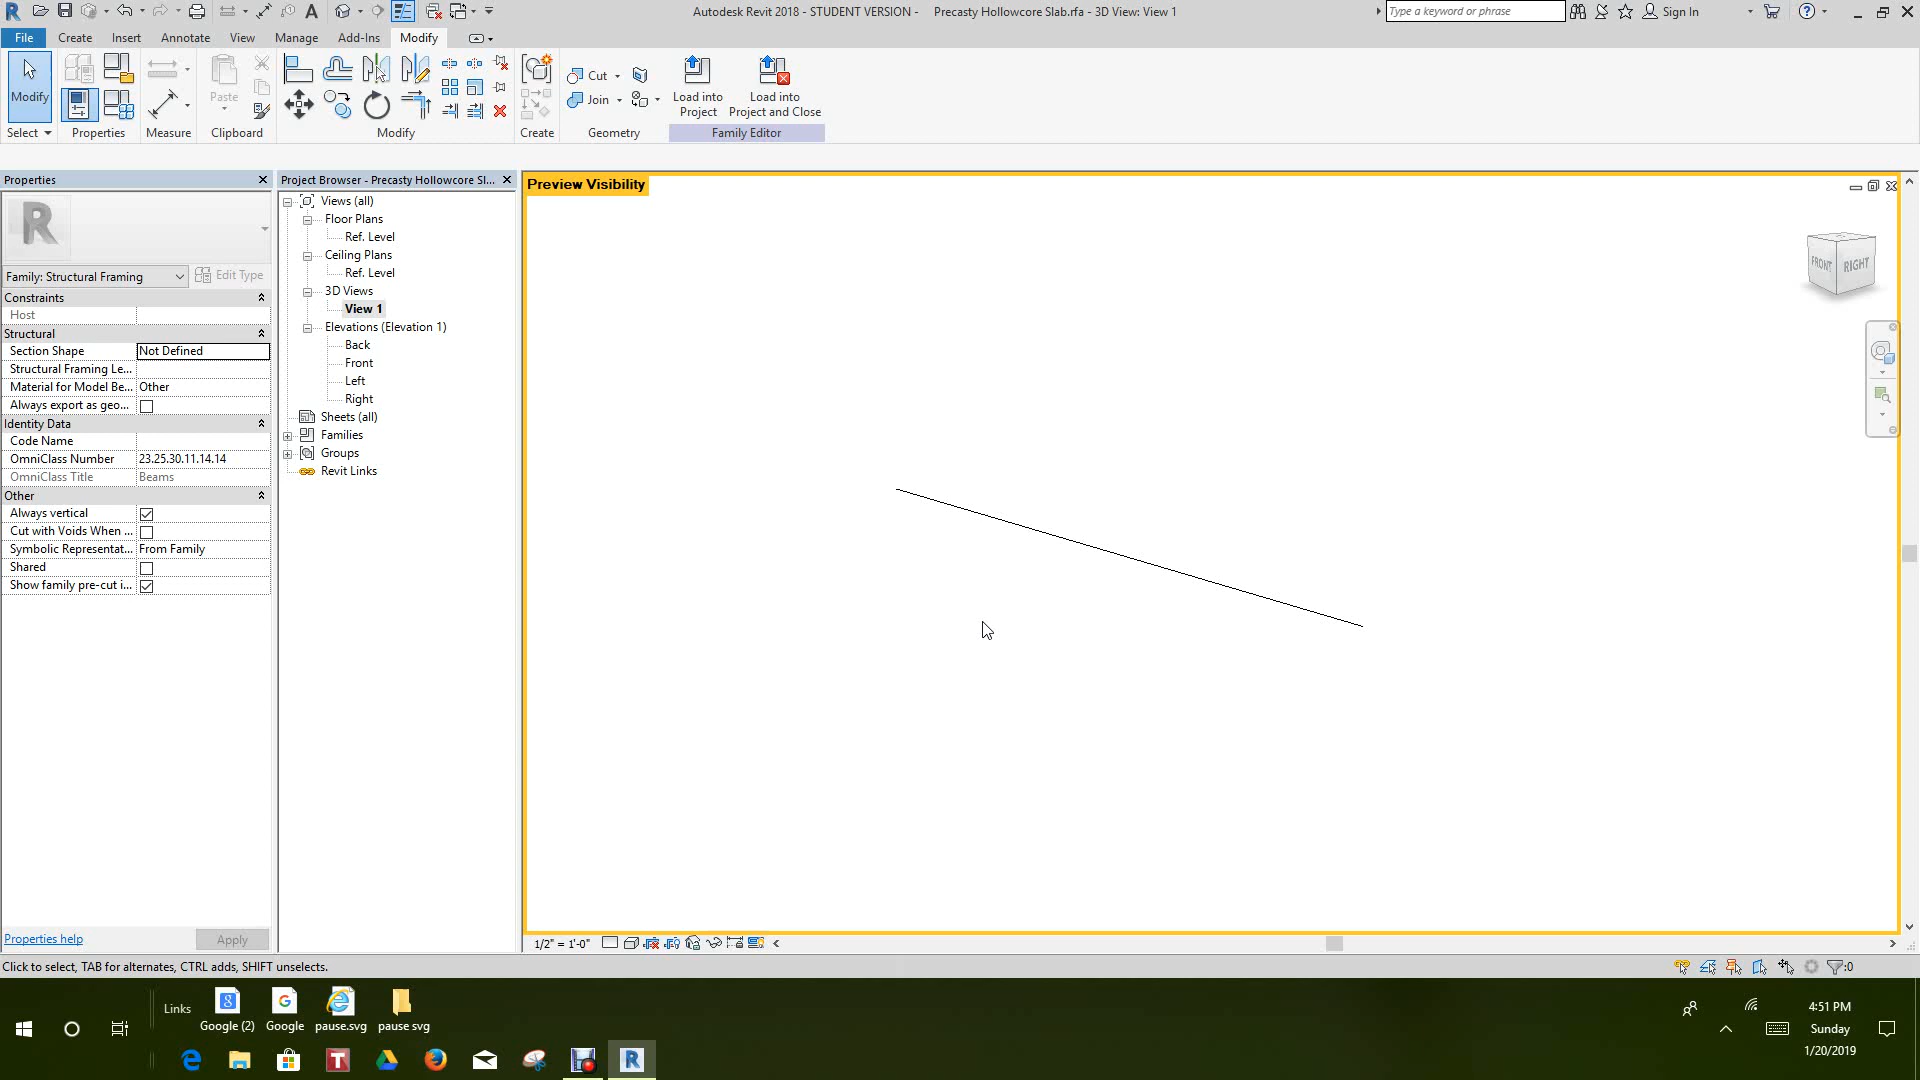 Autodesk Revit 2018 - STUDENT VERSION - Precasty Hollowcore Slab.rfa - 3D View: View 1
Type a keyword or phrase
Sign In
File Create Insert Annotate View Manage Add-Ins Modify
Modify
Paste
Cut
Join
Load into
Project
Load into
Project and Close
Select Properties Measure Clipboard Modify Create Geometry Family Editor
Properties
Family: Structural Framing
Edit Type
Constraints
Host
Structural
Section Shape Not Defined
Structural Framing Le...
Material for Model Be... Other
Always export as geo...
Identity Data
Code Name
OmniClass Number 23.25.30.11.14.14
OmniClass Title Beams
Other
Always vertical
Cut with Voids When ...
Symbolic Representat... From Family
Shared
Show family pre-cut i...
Properties help
Apply
Project Browser - Precasty Hollowcore Sl...
Views (all)
Floor Plans
Ref. Level
Ceiling Plans
Ref. Level
3D Views
View 1
Elevations (Elevation 1)
Back
Front
Left
Right
Sheets (all)
Families
Groups
Revit Links
Preview Visibility
FRONT RIGHT
1/2" = 1'-0"
Click to select, TAB for alternates, CTRL adds, SHIFT unselects.
:0
Links
Google (2) Google pause.svg pause svg
4:51 PM
Sunday
1/20/2019